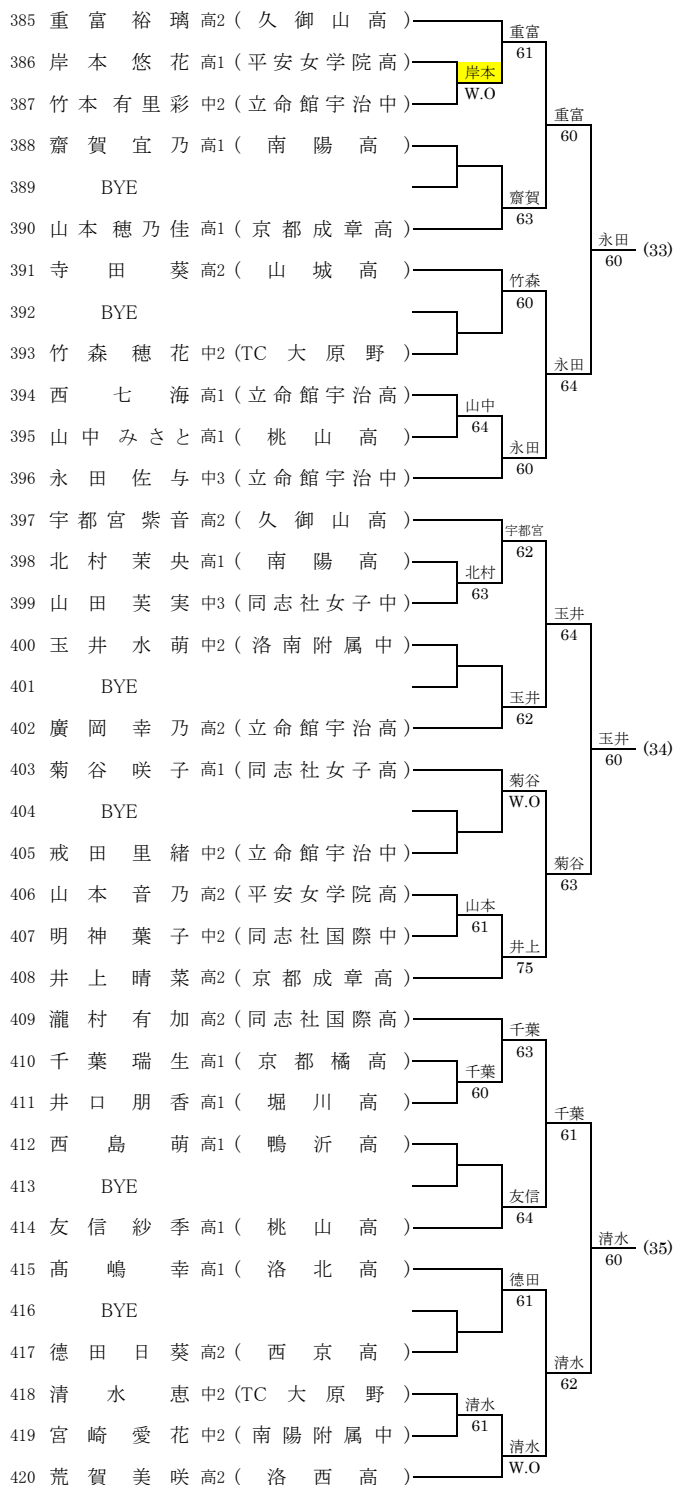 385 重富裕璃 高2 ( 久御山高 )
重富
61
386 岸本悠花 高1 (平安女学院高)
岸本
W.O
387 竹本有里彩 中2 (立命館宇治中)
重富
60
388 齋賀宜乃 高1 ( 南陽高 )
389 BYE
齋賀
63
390 山本穂乃佳 高1 (京都成章高)
永田
60
(33)
391 寺田葵 高2 ( 山城高 )
竹森
60
392 BYE
393 竹森穂花 中2 (TC 大原野 )
永田
64
394 西七海 高1 (立命館宇治高)
山中
64
395 山中みさと 高1 ( 桃山高 )
永田
60
396 永田佐与 中3 (立命館宇治中)
397 宇都宮紫音 高2 ( 久御山高 )
宇都宮
62
398 北村茉央 高1 ( 南陽高 )
北村
63
399 山田芙実 中3 (同志社女子中)
玉井
64
400 玉井水萌 中2 (洛南附属中)
401 BYE
玉井
62
402 廣岡幸乃 高2 (立命館宇治高)
玉井
60
(34)
403 菊谷咲子 高1 (同志社女子高)
菊谷
W.O
404 BYE
405 戒田里緒 中2 (立命館宇治中)
菊谷
63
406 山本音乃 高2 (平安女学院高)
山本
61
407 明神葉子 中2 (同志社国際中)
井上
75
408 井上晴菜 高2 (京都成章高)
409 瀧村有加 高2 (同志社国際高)
千葉
63
410 千葉瑞生 高1 (京都橘高)
千葉
60
411 井口朋香 高1 ( 堀川高 )
千葉
61
412 西島萌 高1 ( 鴨沂高 )
413 BYE
友信
64
414 友信紗季 高1 ( 桃山高 )
清水
60
(35)
415 髙嶋幸 高1 ( 洛北高 )
德田
61
416 BYE
417 德田日葵 高2 ( 西京高 )
清水
62
418 清水恵 中2 (TC 大原野 )
清水
61
419 宮崎愛花 中2 (南陽附属中)
清水
W.O
420 荒賀美咲 高2 ( 洛西高 )